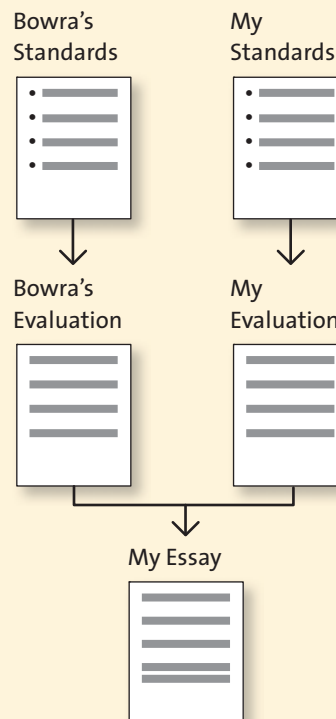 Bowra’s
Standards
My
Standards
Bowra’s
Evaluation
My
Evaluation
My Essay